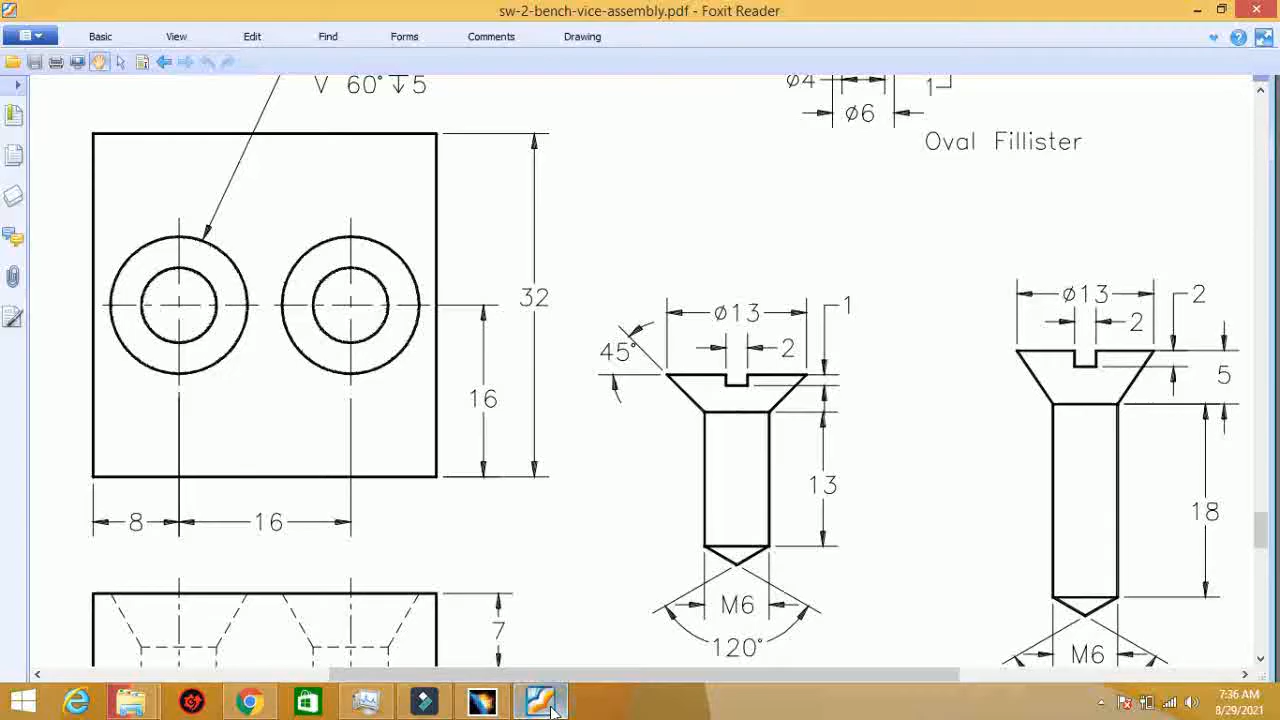 sw-2-bench-vice-assembly.pdf - Foxit Reader
Basic View Edit Find Forms Comments Drawing
V 60° ↧5
ø4
1
ø6
Oval Fillister
32
16
8
16
7
ø13
1
2
45°
13
M6
120°
ø13
2
2
5
18
M6
7:36 AM
8/29/2021